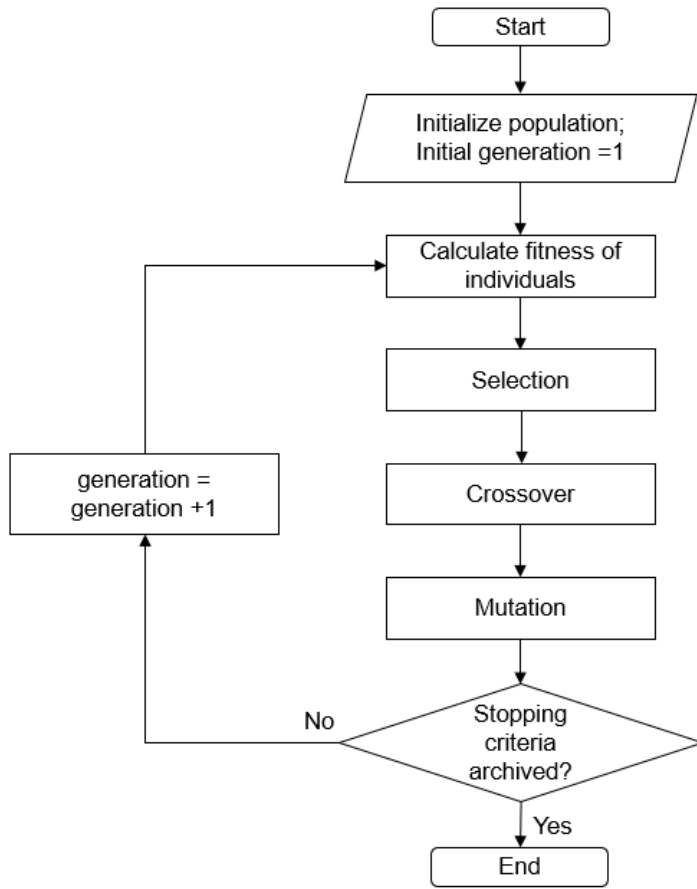 Start
Initialize population;
Initial generation =1
Calculate fitness of
individuals
Selection
Crossover
generation =
generation +1
Mutation
Stopping
criteria
archived?
No
Yes
End